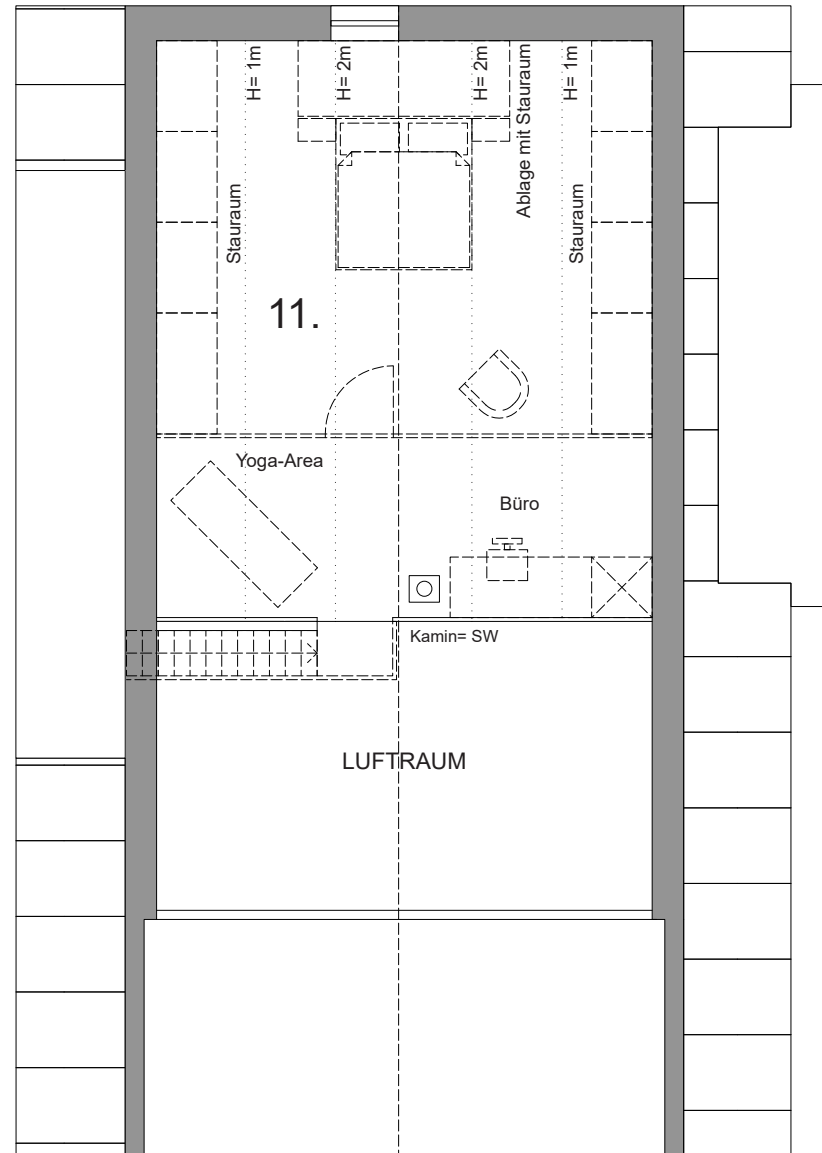 H= 1m
H= 2m
H= 2m
H= 1m
Ablage mit Stauraum
Stauraum
Stauraum
11.
Yoga-Area
Büro
Kamin= SW
LUFTRAUM